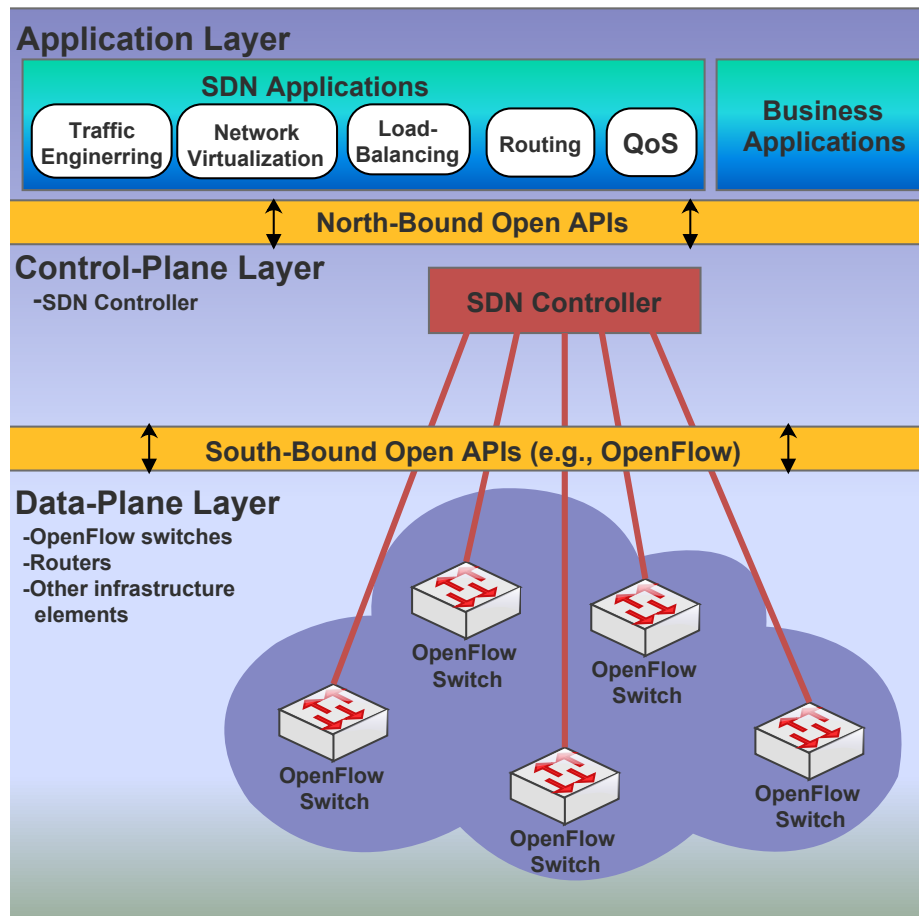 Application Layer
SDN Applications
Traffic
Enginerring
Network
Virtualization
Load-
Balancing
Routing
QoS
Business
Applications
North-Bound Open APIs
Control-Plane Layer
-SDN Controller
SDN Controller
South-Bound Open APIs (e.g., OpenFlow)
Data-Plane Layer
-OpenFlow switches
-Routers
-Other infrastructure
elements
OpenFlow
Switch
OpenFlow
Switch
OpenFlow
Switch
OpenFlow
Switch
OpenFlow
Switch